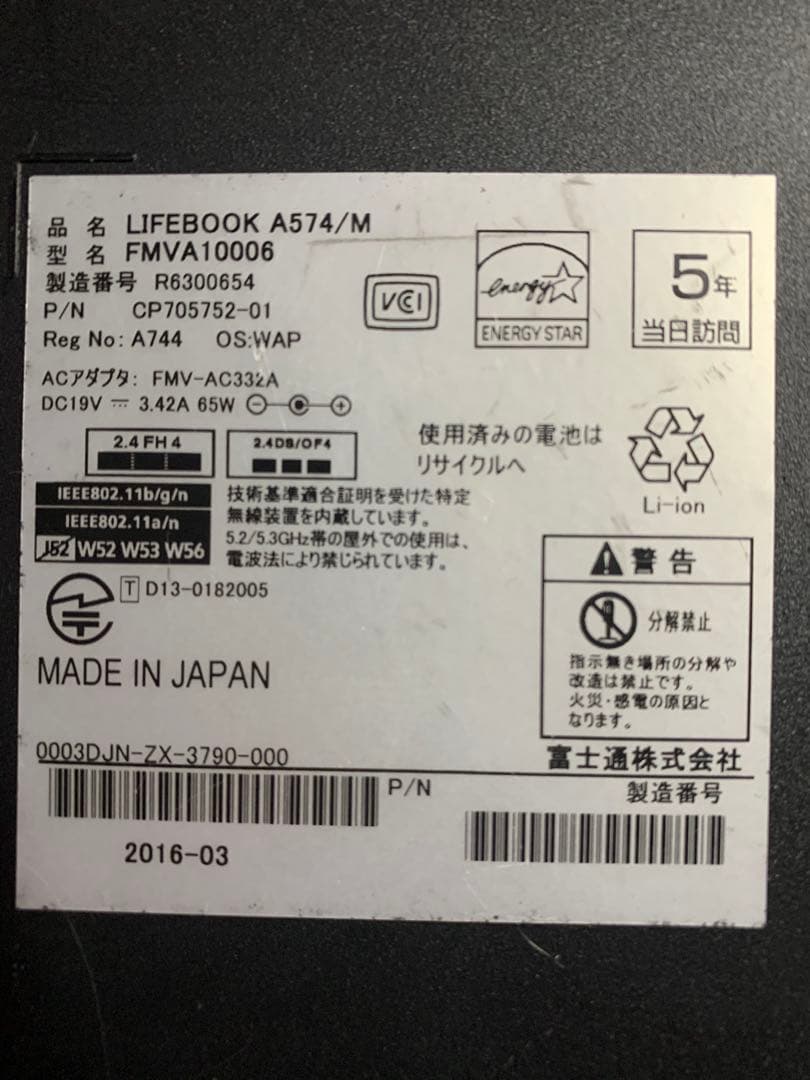 品 名 LIFEBOOK A574/M
型 名 FMVA10006
製造番号 R6300654
P/N CP705752-01
Reg No: A744 OS:WAP
VCI
energy
ENERGY STAR
5年
当日訪問
ACアダプタ: FMV-AC332A
DC19V ⎓ 3.42A 65W
2.4 FH 4
2.4DS/OF4
使用済みの電池は
リサイクルへ
Li-ion
IEEE802.11b/g/n
IEEE802.11a/n
J52 W52 W53 W56
技術基準適合証明を受けた特定
無線装置を内蔵しています。
5.2/5.3GHz帯の屋外での使用は、
電波法により禁じられています。
T D13-0182005
警告
分解禁止
指示無き場所の分解や
改造は禁止です。
火災・感電の原因と
なります。
MADE IN JAPAN
0003DJN-ZX-3790-000
富士通株式会社
P/N
製造番号
2016-03